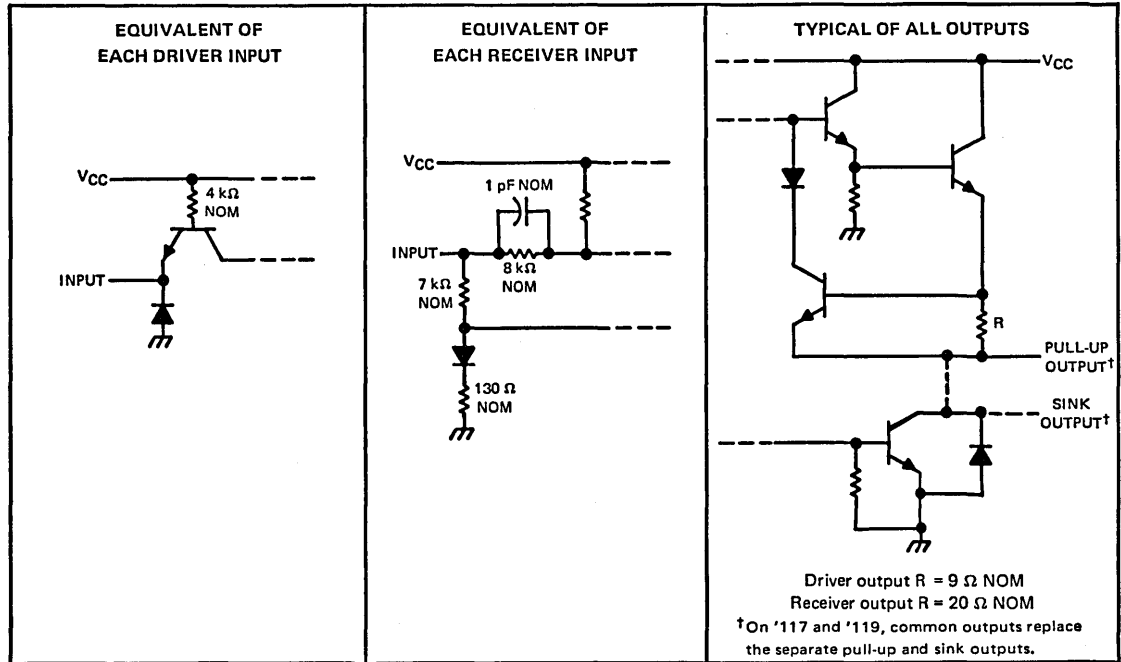 EQUIVALENT OF
EACH DRIVER INPUT
VCC
4 kΩ
NOM
INPUT
EQUIVALENT OF
EACH RECEIVER INPUT
VCC
1 pF NOM
INPUT
8 kΩ
NOM
7 kΩ
NOM
130 Ω
NOM
TYPICAL OF ALL OUTPUTS
VCC
R
PULL-UP
OUTPUT†
SINK
OUTPUT†
Driver output R = 9 Ω NOM
Receiver output R = 20 Ω NOM
†On '117 and '119, common outputs replace
the separate pull-up and sink outputs.